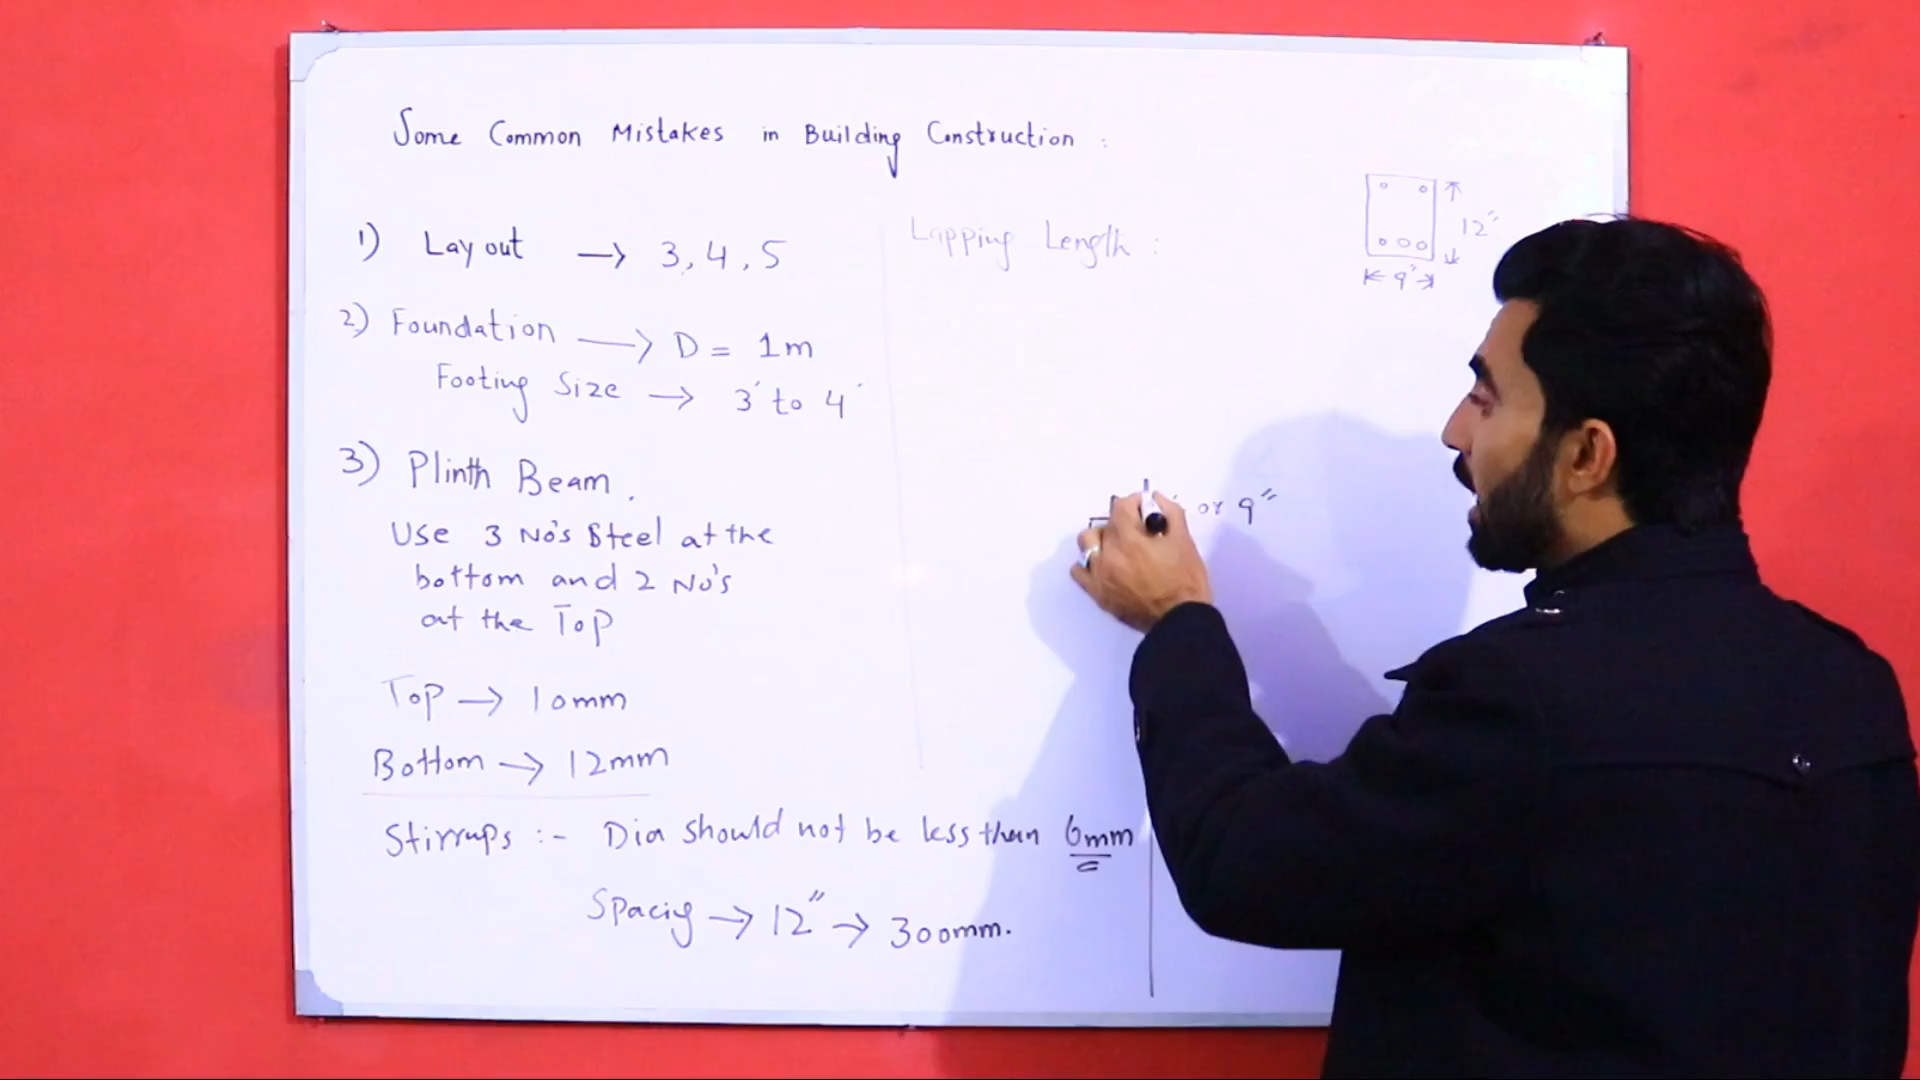 Some Common Mistakes in Building Construction :
1) Lay out → 3, 4, 5
2) Foundation → D = 1m
Footing Size → 3' to 4'
3) Plinth Beam.
Use 3 No's Steel at the
bottom and 2 No's
at the Top
Top → 10mm
Bottom → 12mm
Stirrups :- Dia should not be less than 6mm
Spacig → 12" → 300mm.
Lapping Length :
12"
9"
or 9"